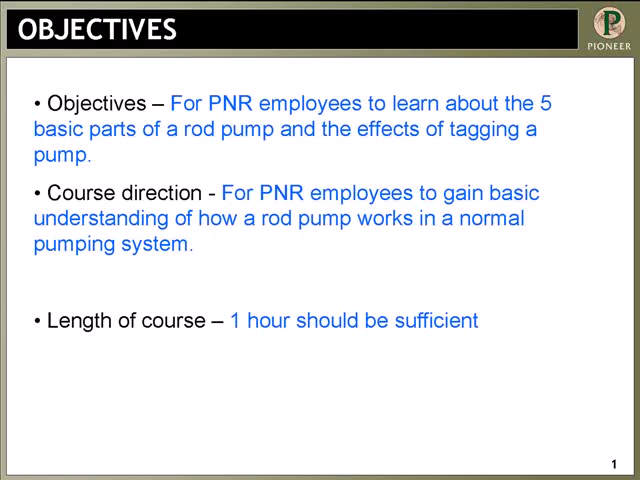 OBJECTIVES
P
PIONEER
• Objectives – For PNR employees to learn about the 5
basic parts of a rod pump and the effects of tagging a
pump.
• Course direction - For PNR employees to gain basic
understanding of how a rod pump works in a normal
pumping system.
• Length of course – 1 hour should be sufficient
1